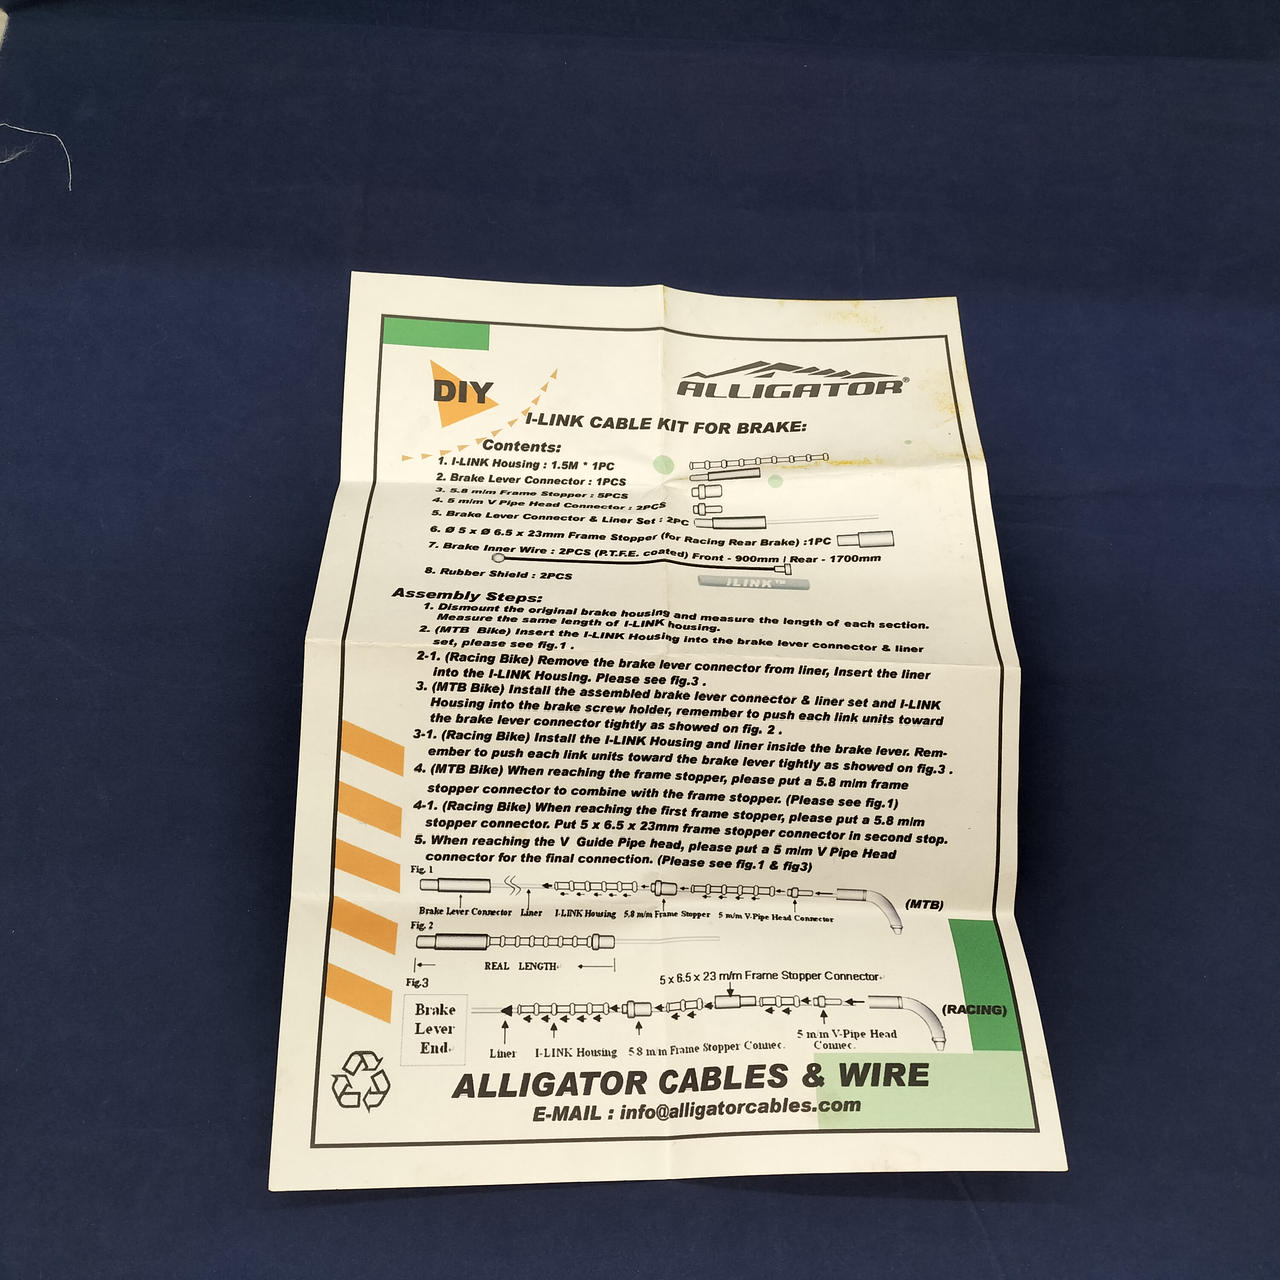 DIY
ALLIGATOR®
I-LINK CABLE KIT FOR BRAKE:
Contents:
1. I-LINK Housing : 1.5M * 1PC
2. Brake Lever Connector : 1PCS
3. 5.8 m/m Frame Stopper : 5PCS
4. 5 m/m V Pipe Head Connector : 2PCS
5. Brake Lever Connector & Liner Set : 2PC
6. Ø 5 x Ø 6.5 x 23mm Frame Stopper (for Racing Rear Brake) :1PC
7. Brake Inner Wire : 2PCS (P.T.F.E. coated) Front - 900mm / Rear - 1700mm
8. Rubber Shield : 2PCS
iLINK™
Assembly Steps:
1. Dismount the original brake housing and measure the length of each section.
Measure the same length of I-LINK housing.
2. (MTB Bike) Insert the I-LINK Housing into the brake lever connector & liner
set, please see fig.1 .
2-1. (Racing Bike) Remove the brake lever connector from liner, Insert the liner
into the I-LINK Housing. Please see fig.3 .
3. (MTB Bike) Install the assembled brake lever connector & liner set and I-LINK
Housing into the brake screw holder, remember to push each link units toward
the brake lever connector tightly as showed on fig. 2 .
3-1. (Racing Bike) Install the I-LINK Housing and liner inside the brake lever. Rem-
ember to push each link units toward the brake lever tightly as showed on fig.3 .
4. (MTB Bike) When reaching the frame stopper, please put a 5.8 m/m frame
stopper connector to combine with the frame stopper. (Please see fig.1)
4-1. (Racing Bike) When reaching the first frame stopper, please put a 5.8 m/m
stopper connector. Put 5 x 6.5 x 23mm frame stopper connector in second stop.
5. When reaching the V Guide Pipe head, please put a 5 m/m V Pipe Head
connector for the final connection. (Please see fig.1 & fig3)
Fig. 1
Brake Lever Connector Liner I-LINK Housing 5.8 m/m Frame Stopper 5 m/m V-Pipe Head Connector
(MTB)
Fig. 2
REAL LENGTH
Fig.3
5 x 6.5 x 23 m/m Frame Stopper Connector
Brake
Lever
End
(RACING)
Liner I-LINK Housing 5 8 m/m Frame Stopper Connec.
5 m/m V-Pipe Head
Connec.
ALLIGATOR CABLES & WIRE
E-MAIL : info@alligatorcables.com